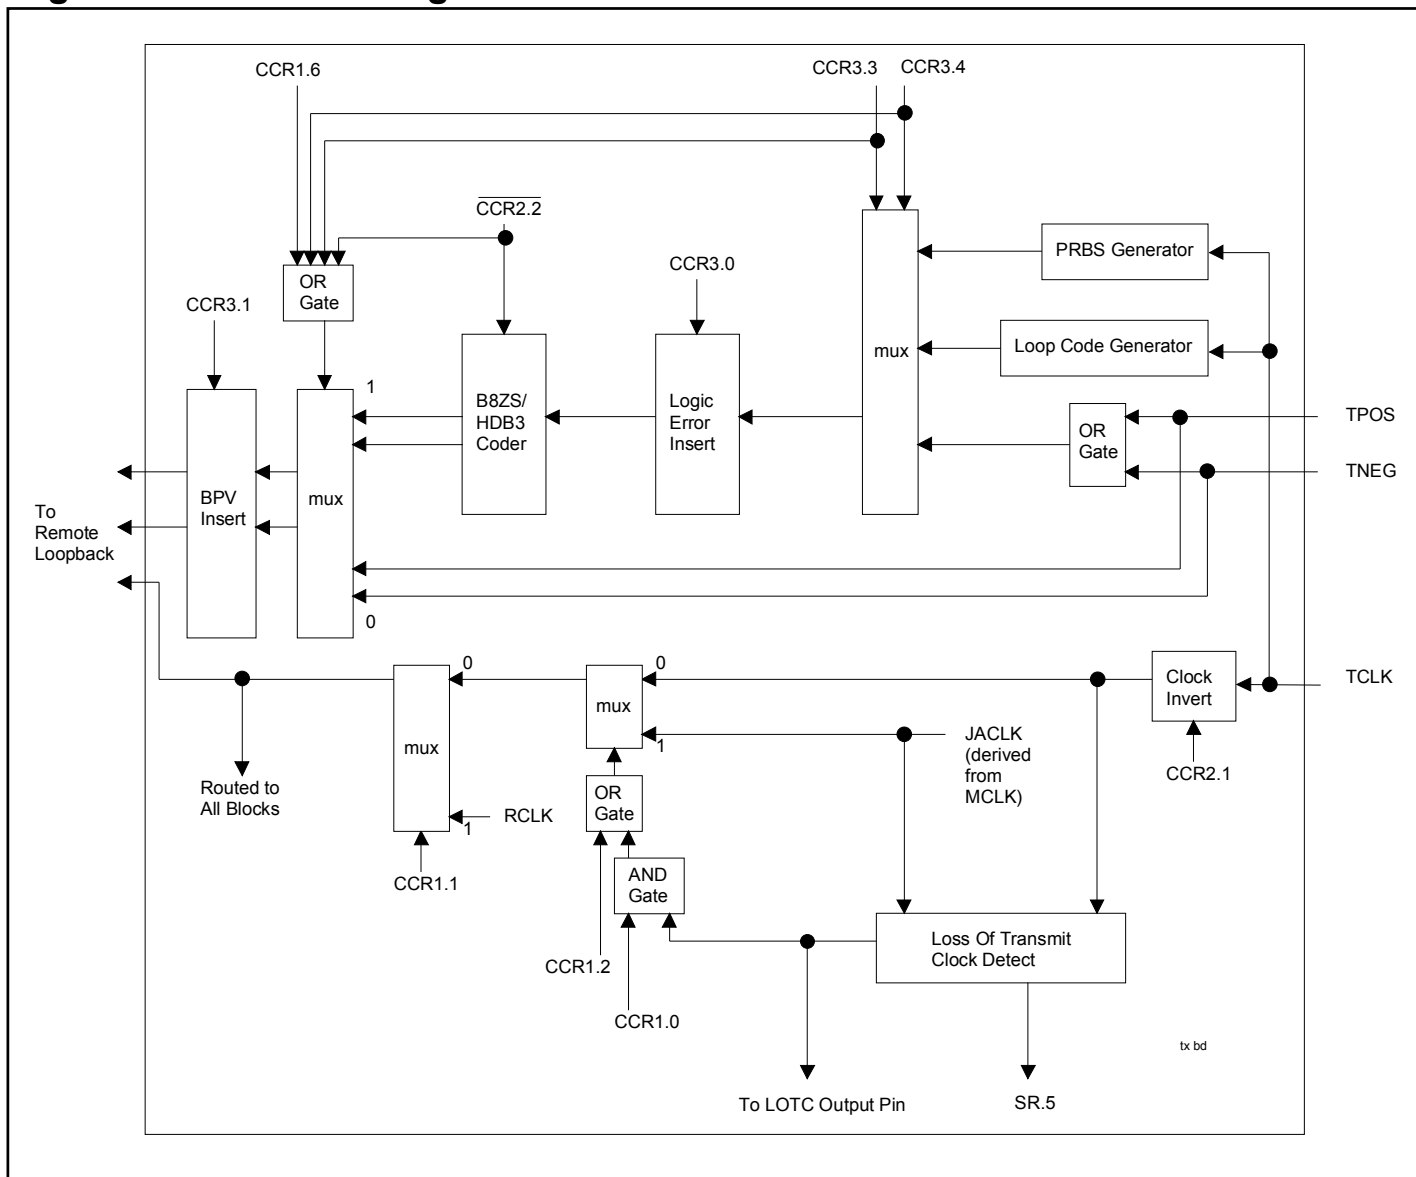 CCR1.6
CCR3.3
CCR3.4
CCR2.2
CCR3.0
CCR3.1
OR
Gate
PRBS Generator
Loop Code Generator
mux
1
B8ZS/
HDB3
Coder
Logic
Error
Insert
OR
Gate
TPOS
TNEG
BPV
Insert
mux
To
Remote
Loopback
0
0
0
Clock
Invert
TCLK
mux
mux
1
JACLK
(derived
from
MCLK)
CCR2.1
Routed to
All Blocks
OR
Gate
RCLK
1
CCR1.1
AND
Gate
Loss Of Transmit
Clock Detect
CCR1.2
CCR1.0
tx bd
To LOTC Output Pin
SR.5